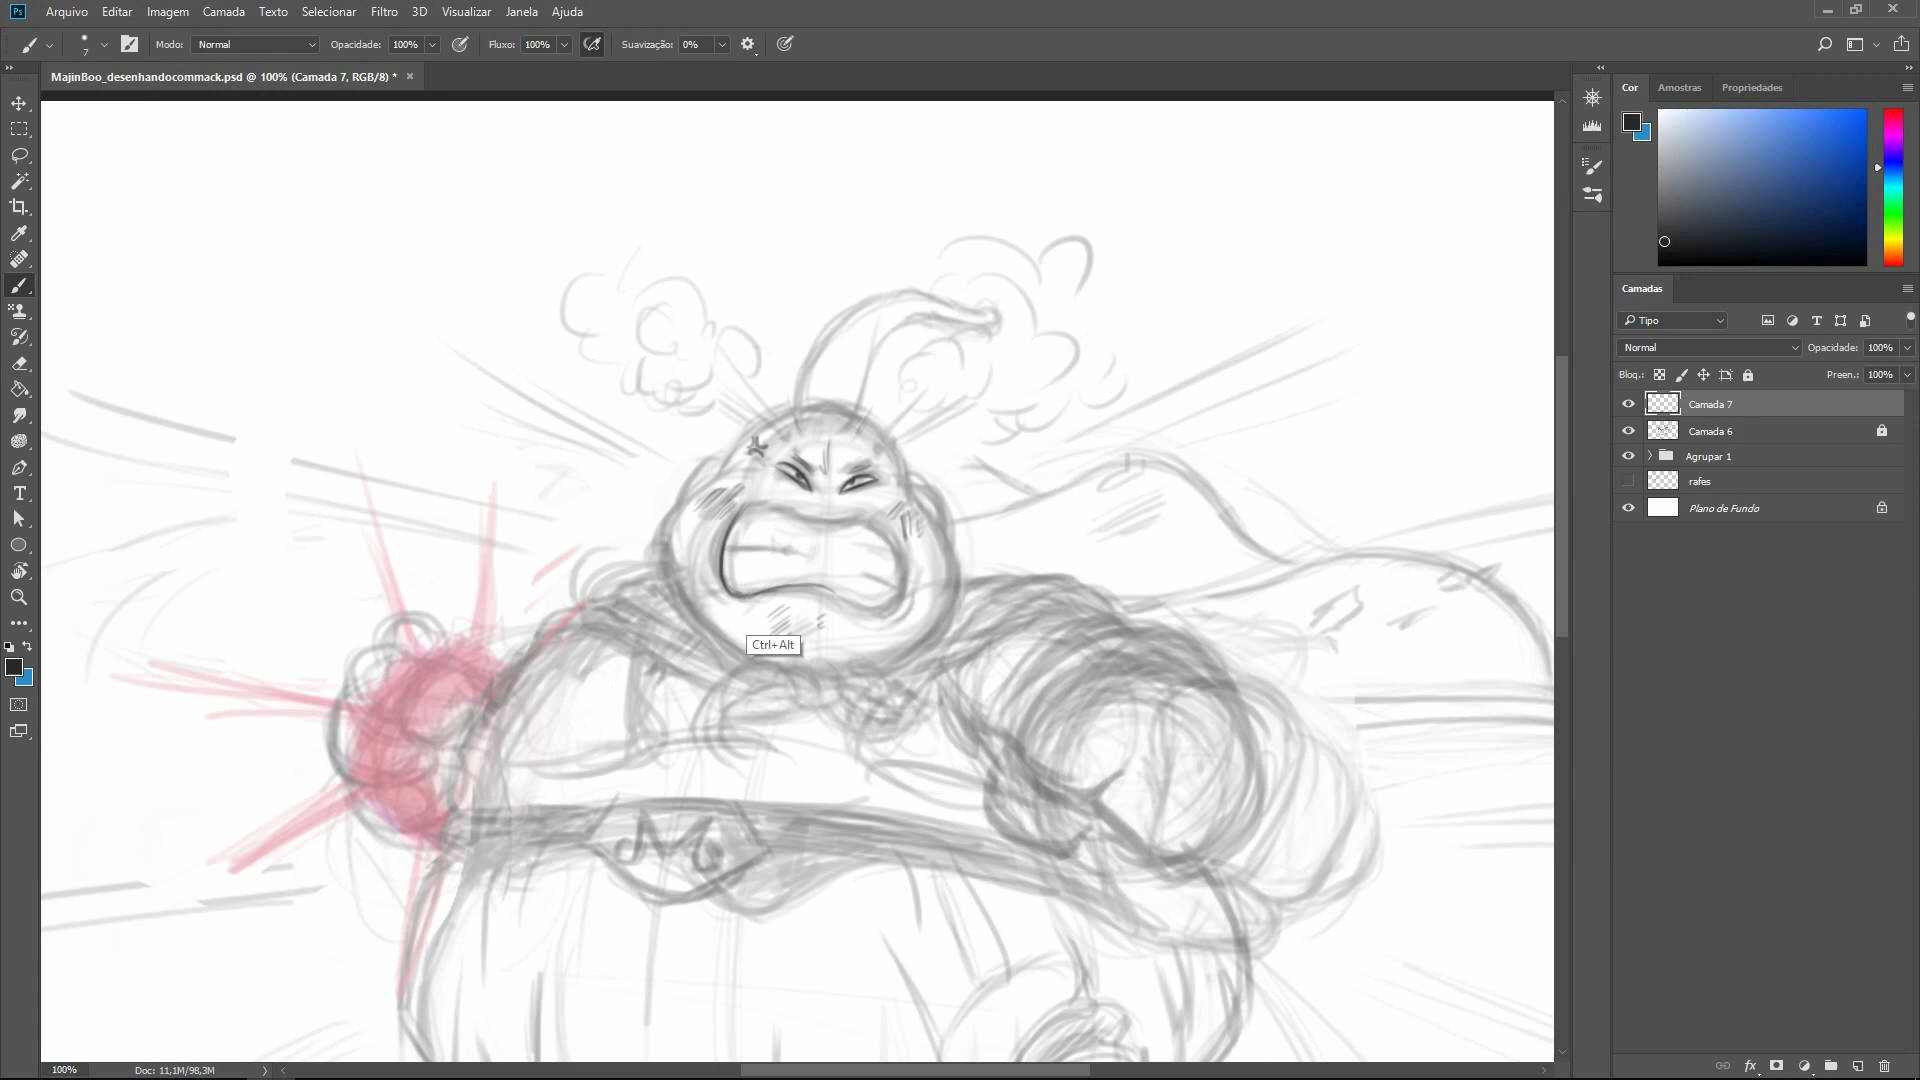 Ps Arquivo Editar Imagem Camada Texto Selecionar Filtro 3D Visualizar Janela Ajuda
7 Modo: Normal Opacidade: 100% Fluxo: 100% Suavização: 0%
MajinBoo_desenhandocommack.psd @ 100% (Camada 7, RGB/8) * ×
Cor Amostras Propriedades
Camadas
Tipo
Normal Opacidade: 100%
Bloq.: Preen.: 100%
Camada 7
Camada 6
Agrupar 1
rafes
Plano de Fundo
Ctrl+Alt
M
100% Doc: 11,1M/98,3M
fx